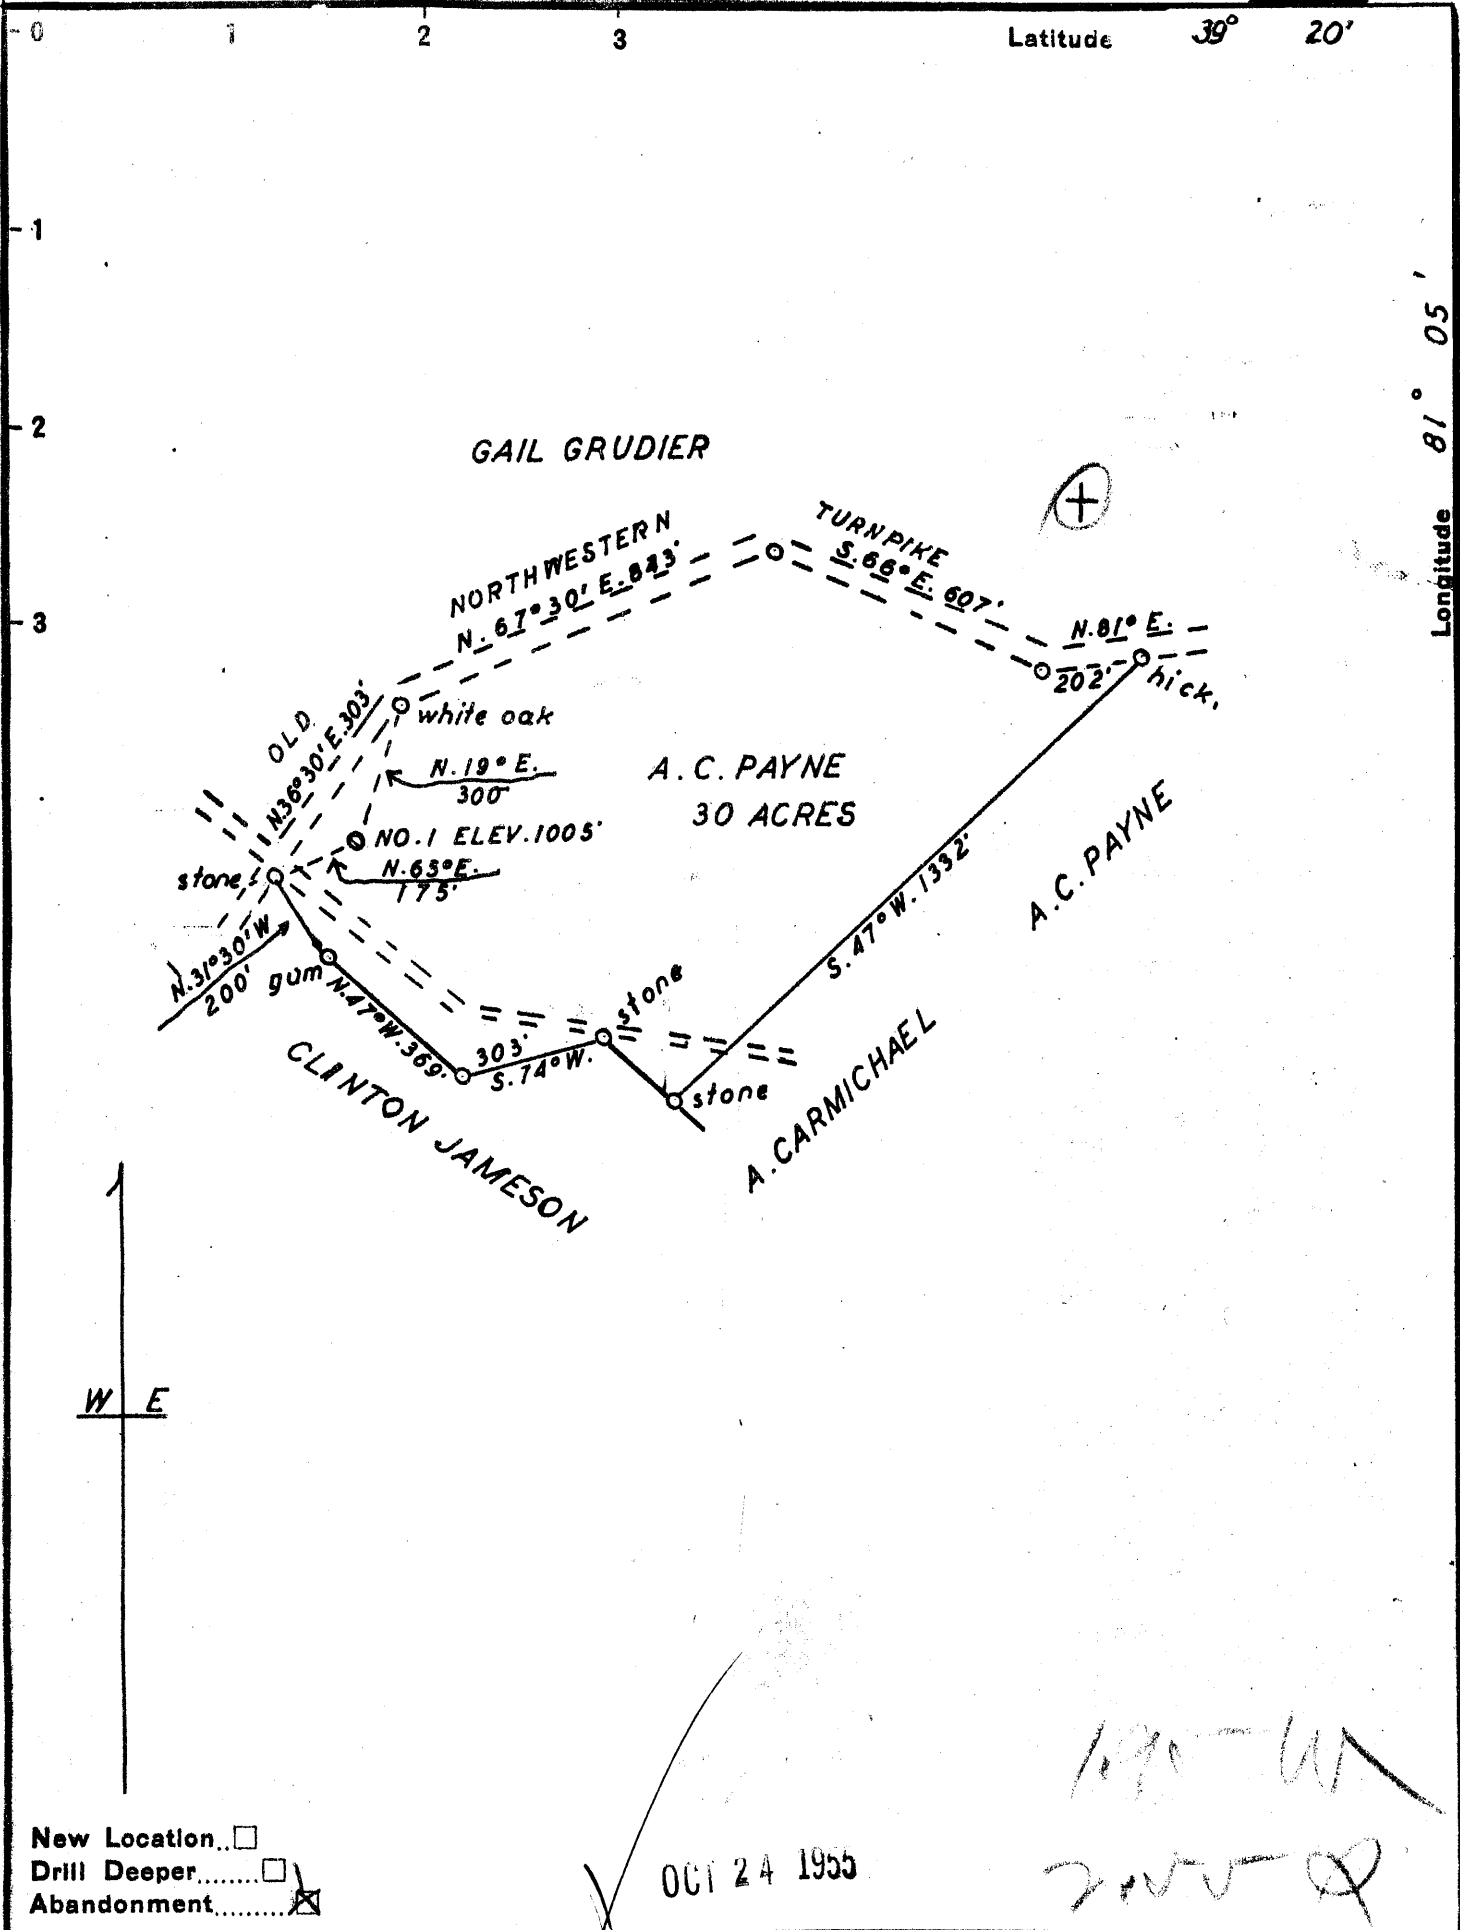 0 1 2 3 Latitude 39° 20'
1
2
3
Longitude 81° 05'
GAIL GRUDIER
OLD NORTHWESTERN TURNPIKE
N. 67° 30' E. 843'
S. 66° E. 607'
N. 81° E.
202'
hick.
N36° 30' E. 303'
white oak
N. 19° E.
300'
A. C. PAYNE
30 ACRES
NO. 1 ELEV. 1005'
N. 65° E.
175'
stone
N. 31° 30' W
200'
gum
N. 47° W. 369'
303'
S. 74° W.
stone
stone
S. 47° W. 1332'
A. C. PAYNE
A. CARMICHAEL
CLINTON JAMESON
W E
New Location..
Drill Deeper........
Abandonment.........
OCT 24 1955